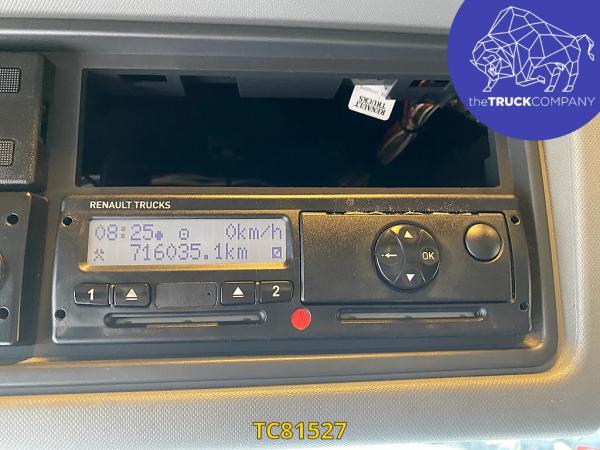 theTRUCKCOMPANY
RENAULT
TRUCKS
RENAULT TRUCKS
08:25 0km/h
716035.1km
1
2
OK
TC81527